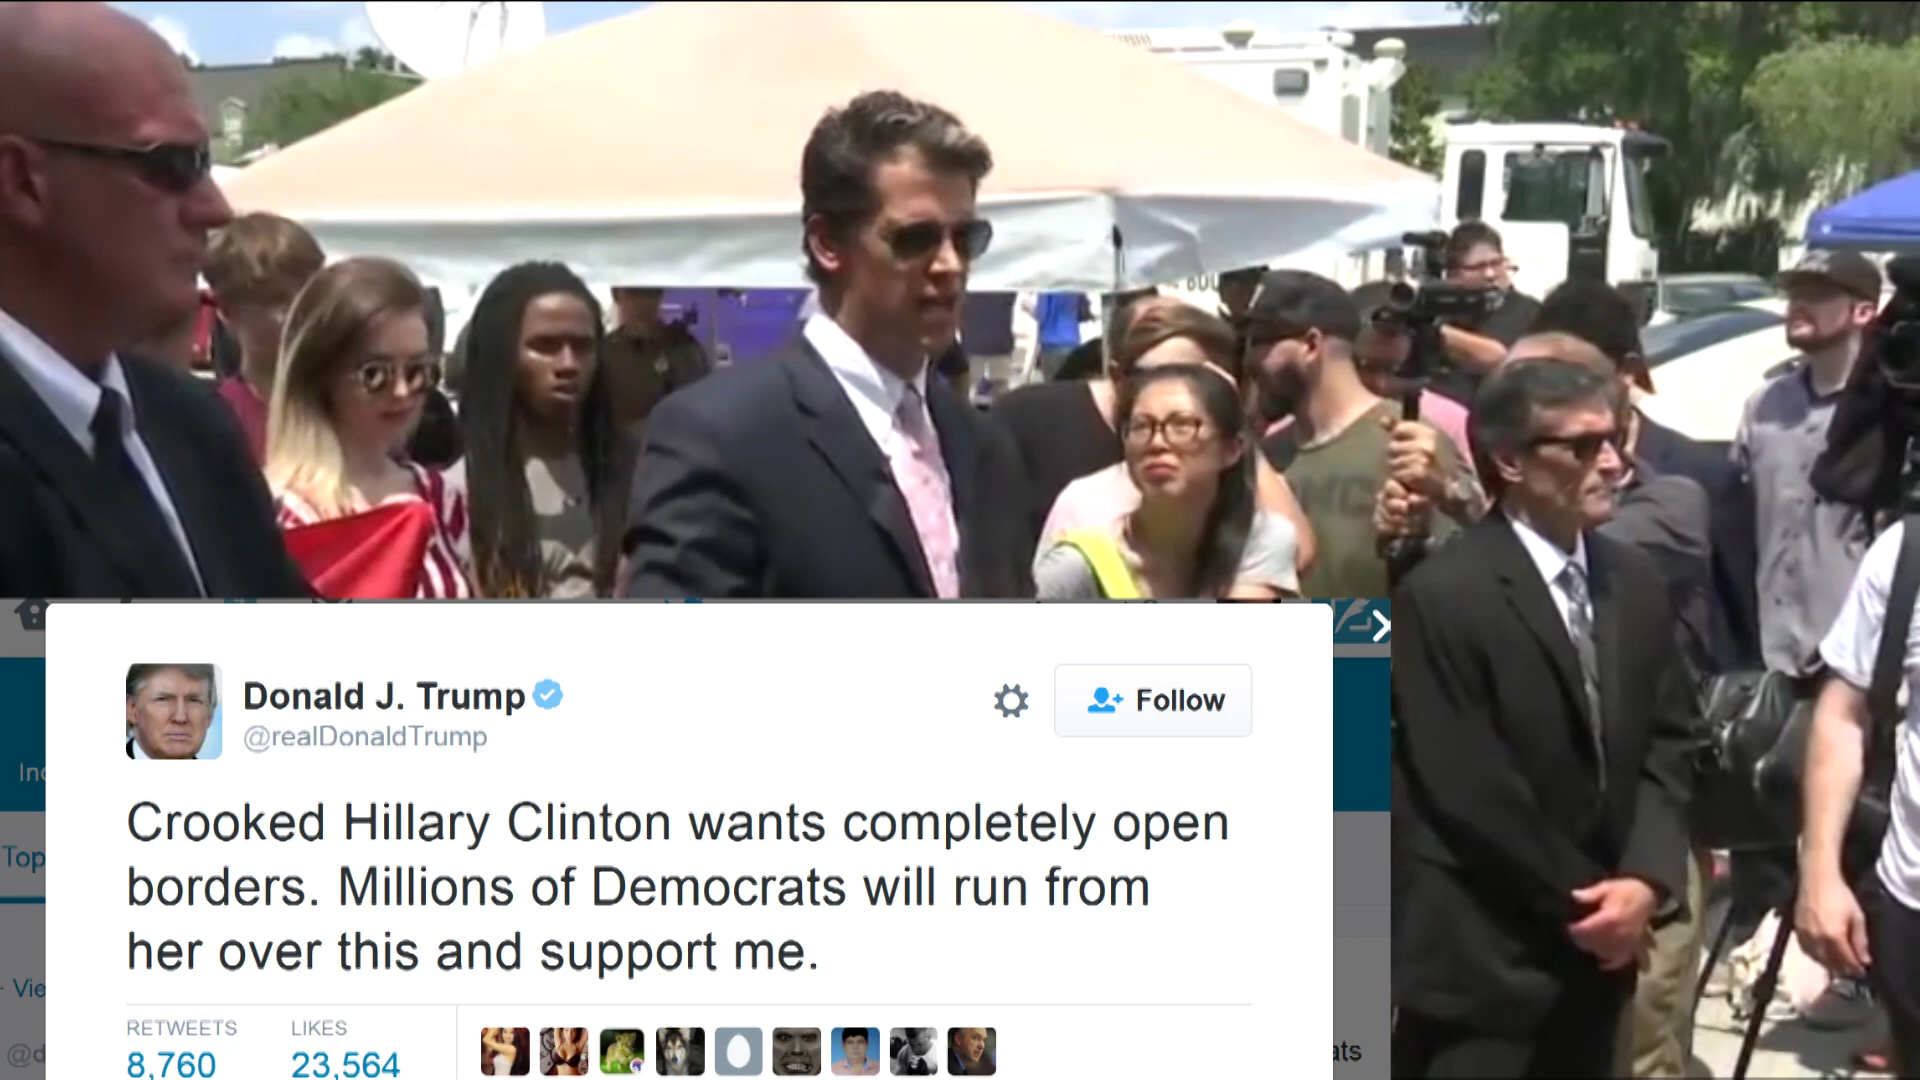 Donald J. Trump
@realDonaldTrump
Follow
Crooked Hillary Clinton wants completely open
borders. Millions of Democrats will run from
her over this and support me.
RETWEETS
LIKES
8,760
23,564
Top